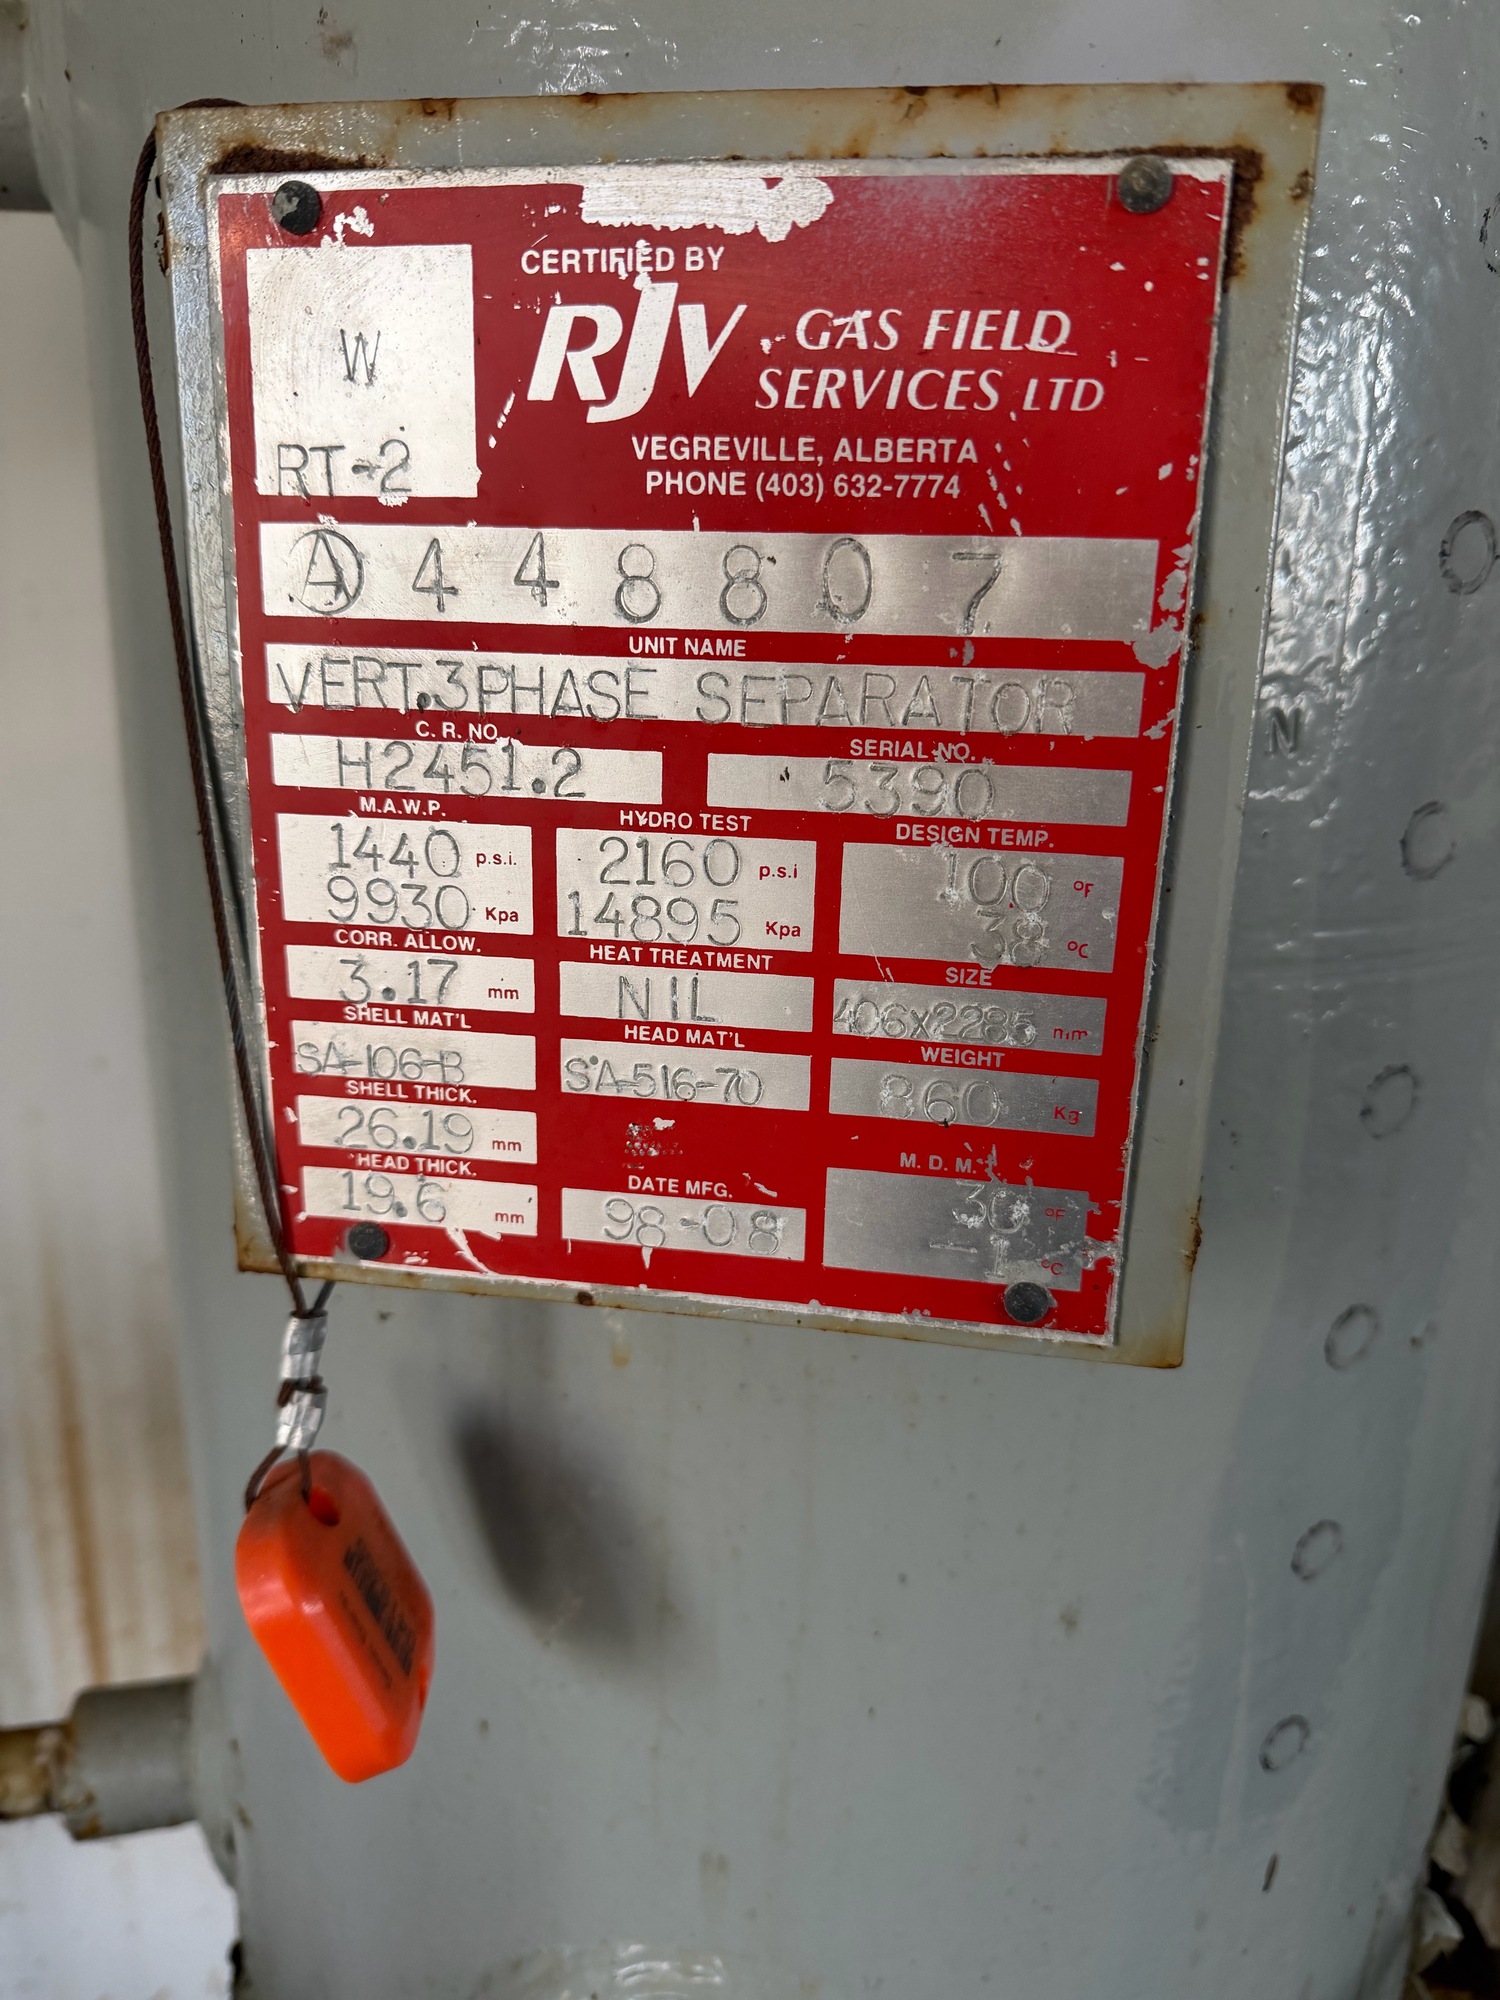 CERTIFIED BY
RJV GAS FIELD SERVICES LTD
VEGREVILLE, ALBERTA
PHONE (403) 632-7774
W
RT-2
A448807
UNIT NAME
VERT. 3 PHASE SEPARATOR
C. R. NO.
H2451.2
SERIAL NO.
5390
M.A.W.P.
1440 p.s.i.
9930 Kpa
HYDRO TEST
2160 p.s.i
14895 Kpa
DESIGN TEMP.
100 °F
38 °C
CORR. ALLOW.
3.17 mm
HEAT TREATMENT
NIL
SIZE
406X2285 mm
SHELL MAT'L
SA-106-B
HEAD MAT'L
SA-516-70
WEIGHT
860 Kg
SHELL THICK.
26.19 mm
HEAD THICK.
19.6 mm
DATE MFG.
98-08
M. D. M. T.
30 °F
-1 °C
N